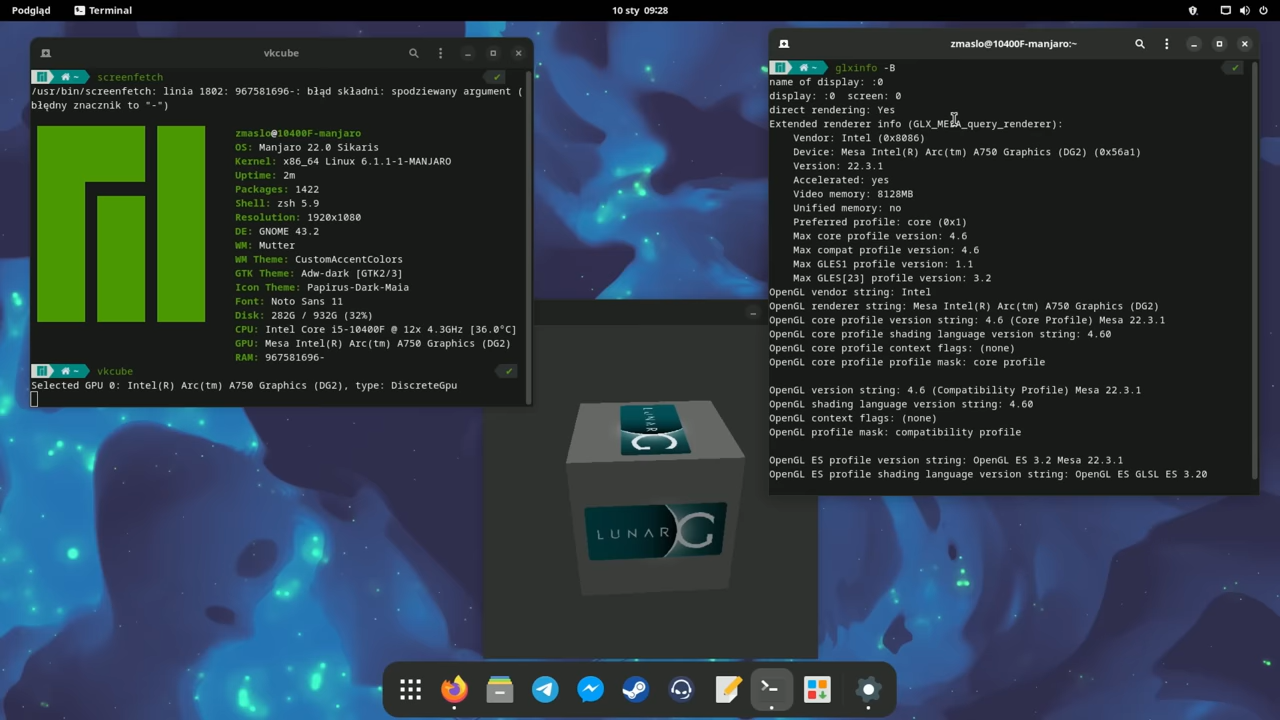 Podgląd
Terminal
10 sty 09:28
vkcube
~ screenfetch ✔
/usr/bin/screenfetch: linia 1802: 967581696-: błąd składni: spodziewany argument (
błędny znacznik to "-")
zmaslo@10400F-manjaro
OS: Manjaro 22.0 Sikaris
Kernel: x86_64 Linux 6.1.1-1-MANJARO
Uptime: 2m
Packages: 1422
Shell: zsh 5.9
Resolution: 1920x1080
DE: GNOME 43.2
WM: Mutter
WM Theme: CustomAccentColors
GTK Theme: Adw-dark [GTK2/3]
Icon Theme: Papirus-Dark-Maia
Font: Noto Sans 11
Disk: 282G / 932G (32%)
CPU: Intel Core i5-10400F @ 12x 4.3GHz [36.0°C]
GPU: Mesa Intel(R) Arc(tm) A750 Graphics (DG2)
RAM: 967581696-
~ vkcube ✔
Selected GPU 0: Intel(R) Arc(tm) A750 Graphics (DG2), type: DiscreteGpu
zmaslo@10400F-manjaro:~
~ glxinfo -B ✔
name of display: :0
display: :0  screen: 0
direct rendering: Yes
Extended renderer info (GLX_MESA_query_renderer):
    Vendor: Intel (0x8086)
    Device: Mesa Intel(R) Arc(tm) A750 Graphics (DG2) (0x56a1)
    Version: 22.3.1
    Accelerated: yes
    Video memory: 8128MB
    Unified memory: no
    Preferred profile: core (0x1)
    Max core profile version: 4.6
    Max compat profile version: 4.6
    Max GLES1 profile version: 1.1
    Max GLES[23] profile version: 3.2
OpenGL vendor string: Intel
OpenGL renderer string: Mesa Intel(R) Arc(tm) A750 Graphics (DG2)
OpenGL core profile version string: 4.6 (Core Profile) Mesa 22.3.1
OpenGL core profile shading language version string: 4.60
OpenGL core profile context flags: (none)
OpenGL core profile profile mask: core profile
OpenGL version string: 4.6 (Compatibility Profile) Mesa 22.3.1
OpenGL shading language version string: 4.60
OpenGL context flags: (none)
OpenGL profile mask: compatibility profile
OpenGL ES profile version string: OpenGL ES 3.2 Mesa 22.3.1
OpenGL ES profile shading language version string: OpenGL ES GLSL ES 3.20
LUNARG
LUNARG